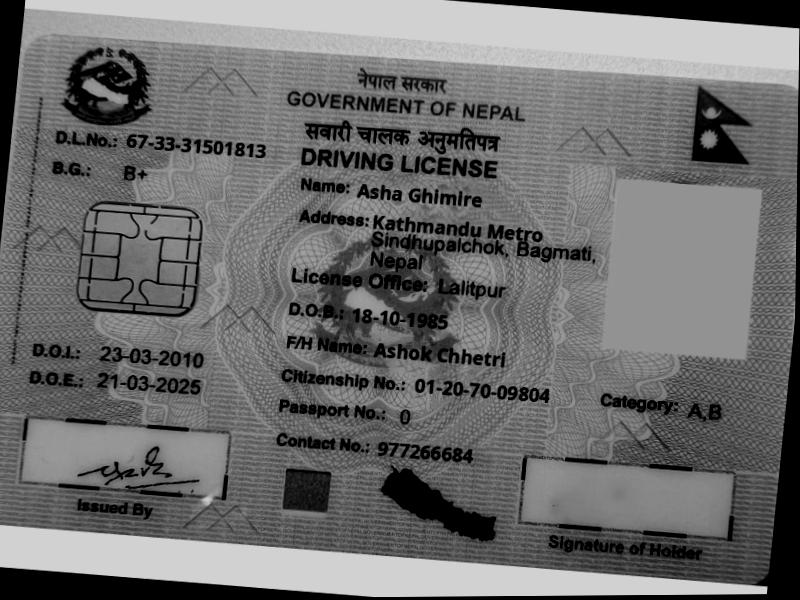 नेपाल सरकार
GOVERNMENT OF NEPAL
सवारी चालक अनुमतिपत्र
DRIVING LICENSE
D.L.No.: 67-33-31501813
B.G.: B+
Name: Asha Ghimire
Address: Kathmandu Metro
Sindhupalchok, Bagmati,
Nepal
License Office: Lalitpur
D.O.B.: 18-10-1985
F/H Name: Ashok Chhetri
D.O.I.: 23-03-2010
D.O.E.: 21-03-2025
Citizenship No.: 01-20-70-09804
Category: A,B
Passport No.: 0
Contact No.: 977266684
Issued By
Signature of Holder